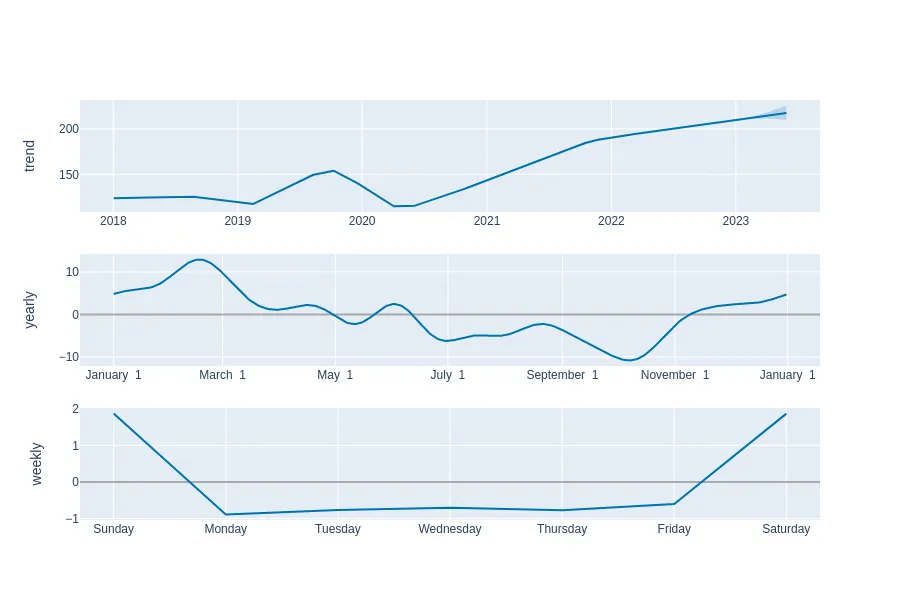 trend
200
150
2018 2019 2020 2021 2022 2023
yearly
10
0
−10
January 1 March 1 May 1 July 1 September 1 November 1 January 1
weekly
2
1
0
−1
Sunday Monday Tuesday Wednesday Thursday Friday Saturday